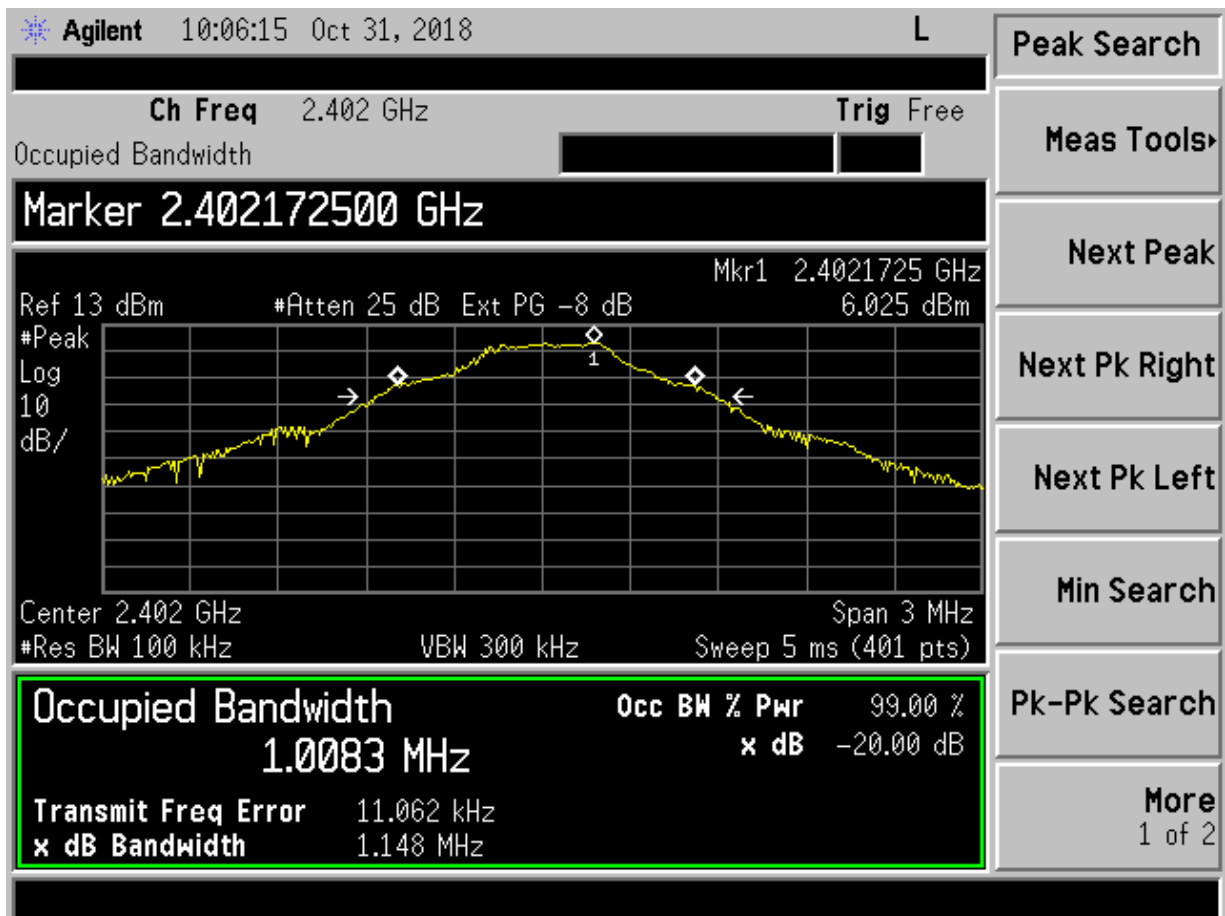 Agilent 10:06:15 Oct 31, 2018 L
Peak Search
Ch Freq 2.402 GHz Trig Free
Occupied Bandwidth
Meas Tools▸
Marker 2.402172500 GHz
Next Peak
Mkr1 2.4021725 GHz
Ref 13 dBm #Atten 25 dB Ext PG -8 dB 6.025 dBm
#Peak
Log
10
dB/
1
Next Pk Right
Next Pk Left
Center 2.402 GHz Span 3 MHz
#Res BW 100 kHz VBW 300 kHz Sweep 5 ms (401 pts)
Min Search
Occupied Bandwidth
1.0083 MHz
Occ BW % Pwr 99.00 %
x dB -20.00 dB
Transmit Freq Error 11.062 kHz
x dB Bandwidth 1.148 MHz
Pk-Pk Search
More
1 of 2